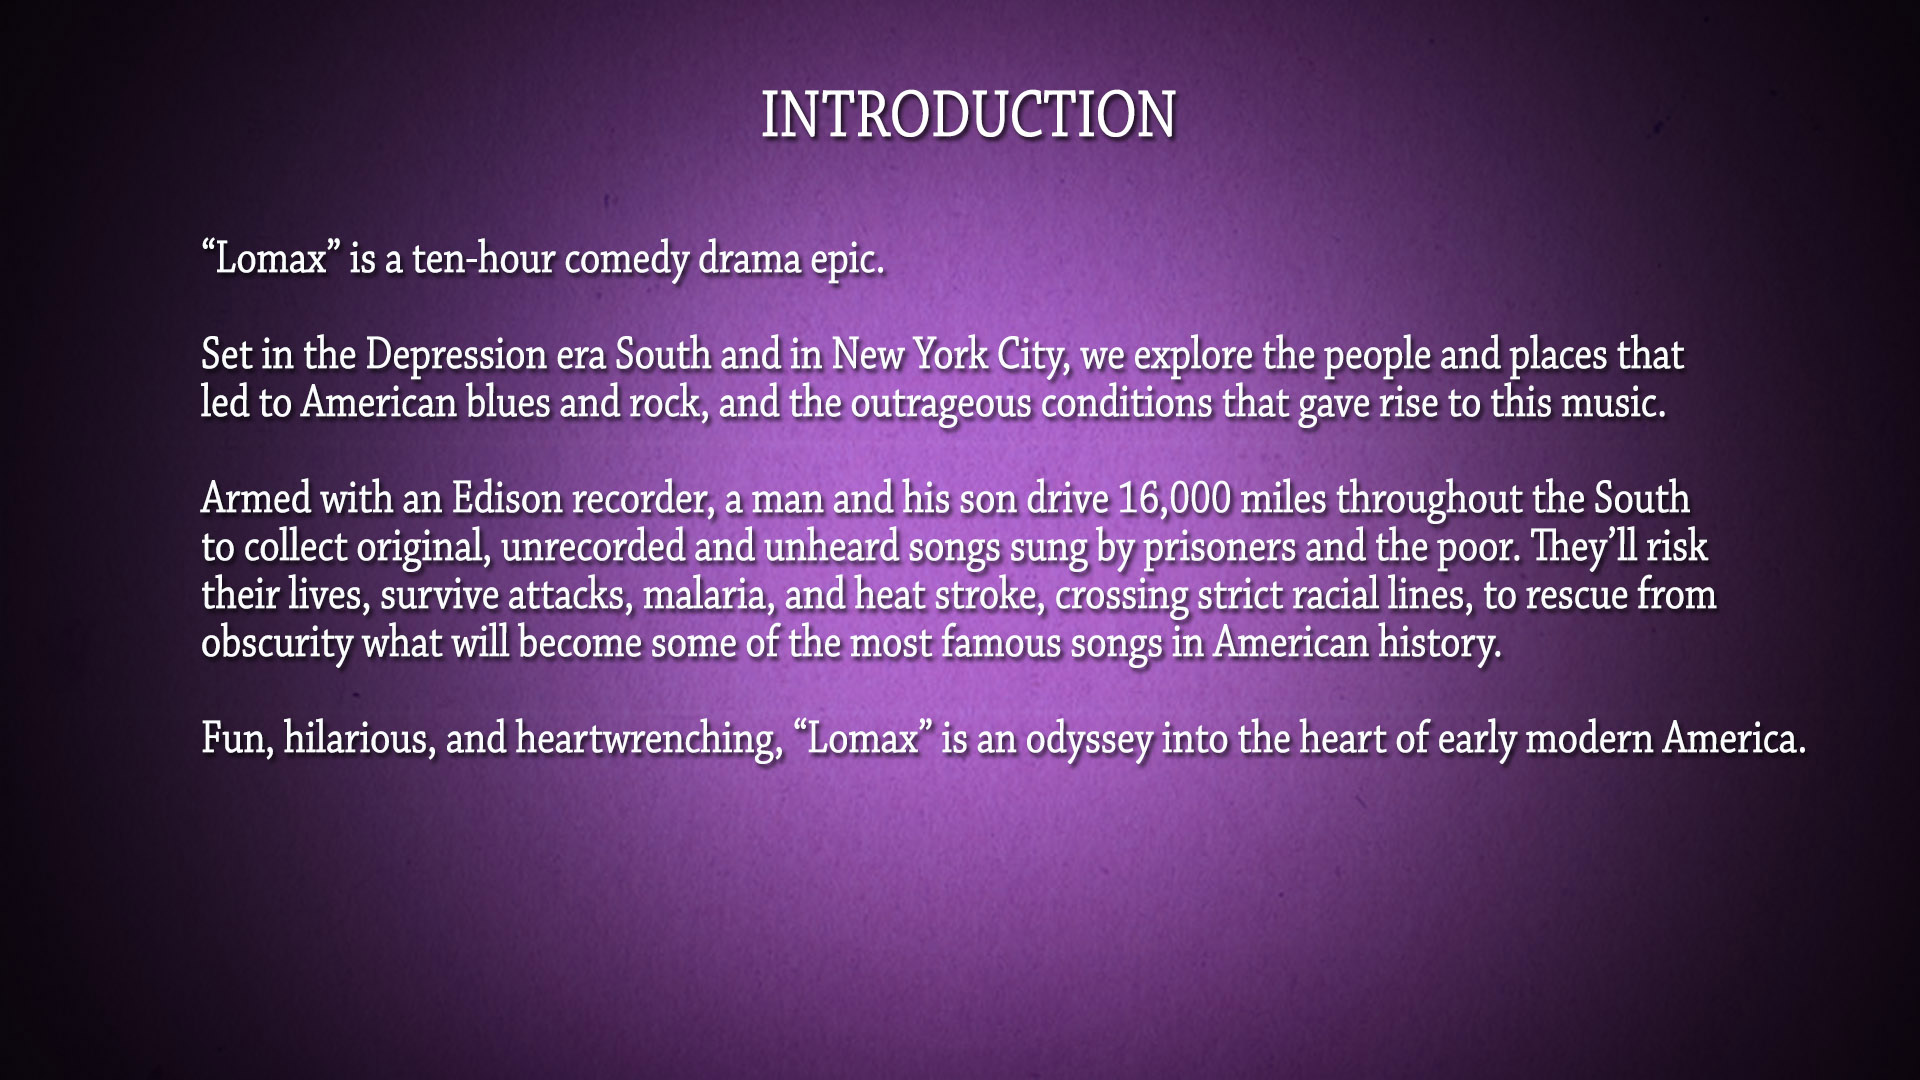 INTRODUCTION
“Lomax” is a ten-hour comedy drama epic.
Set in the Depression era South and in New York City, we explore the people and places that
led to American blues and rock, and the outrageous conditions that gave rise to this music.
Armed with an Edison recorder, a man and his son drive 16,000 miles throughout the South
to collect original, unrecorded and unheard songs sung by prisoners and the poor. They’ll risk
their lives, survive attacks, malaria, and heat stroke, crossing strict racial lines, to rescue from
obscurity what will become some of the most famous songs in American history.
Fun, hilarious, and heartwrenching, “Lomax” is an odyssey into the heart of early modern America.